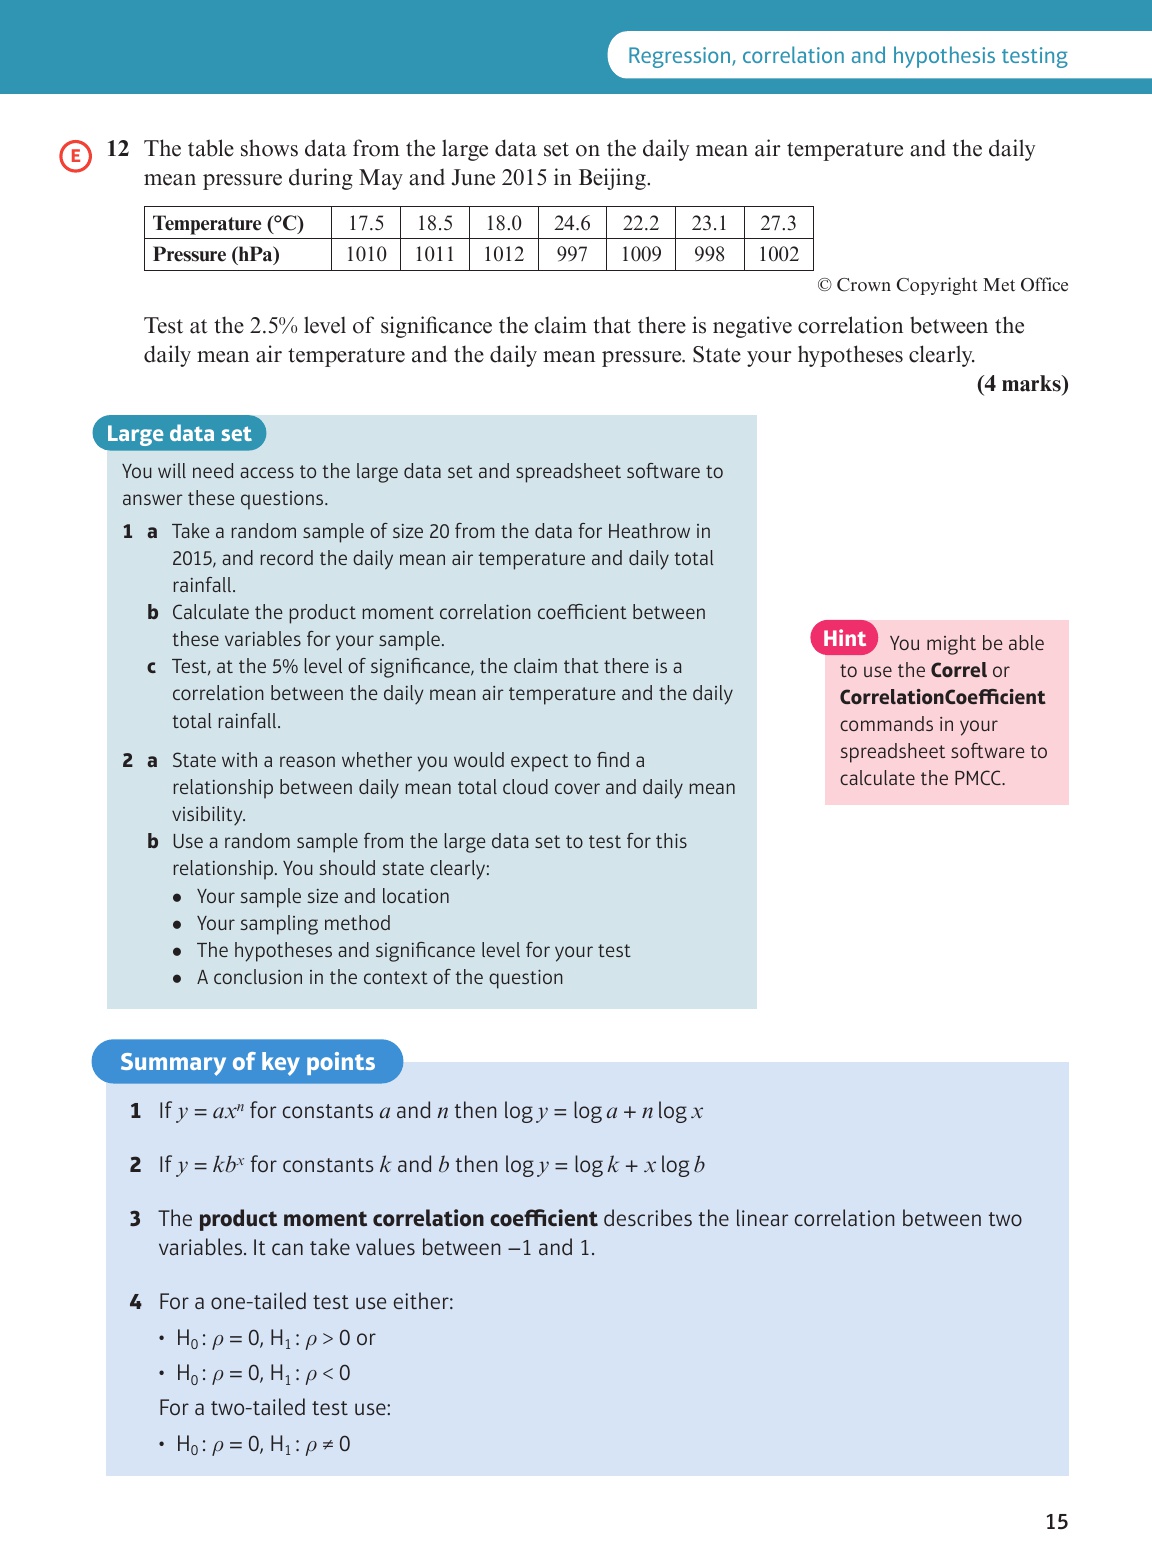 Regression, correlation and hypothesis testing
E 12 The table shows data from the large data set on the daily mean air temperature and the daily
mean pressure during May and June 2015 in Beijing.
Temperature (°C) 17.5 18.5 18.0 24.6 22.2 23.1 27.3
Pressure (hPa) 1010 1011 1012 997 1009 998 1002
© Crown Copyright Met Office
Test at the 2.5% level of significance the claim that there is negative correlation between the
daily mean air temperature and the daily mean pressure. State your hypotheses clearly.
(4 marks)
Large data set
You will need access to the large data set and spreadsheet software to
answer these questions.
1 a Take a random sample of size 20 from the data for Heathrow in
2015, and record the daily mean air temperature and daily total
rainfall.
b Calculate the product moment correlation coefficient between
these variables for your sample.
c Test, at the 5% level of significance, the claim that there is a
correlation between the daily mean air temperature and the daily
total rainfall.
2 a State with a reason whether you would expect to find a
relationship between daily mean total cloud cover and daily mean
visibility.
b Use a random sample from the large data set to test for this
relationship. You should state clearly:
• Your sample size and location
• Your sampling method
• The hypotheses and significance level for your test
• A conclusion in the context of the question
Hint You might be able
to use the Correl or
CorrelationCoefficient
commands in your
spreadsheet software to
calculate the PMCC.
Summary of key points
1 If y = axⁿ for constants a and n then log y = log a + n log x
2 If y = kbˣ for constants k and b then log y = log k + x log b
3 The product moment correlation coefficient describes the linear correlation between two
variables. It can take values between −1 and 1.
4 For a one-tailed test use either:
• H₀ : ρ = 0, H₁ : ρ > 0 or
• H₀ : ρ = 0, H₁ : ρ < 0
For a two-tailed test use:
• H₀ : ρ = 0, H₁ : ρ ≠ 0
15